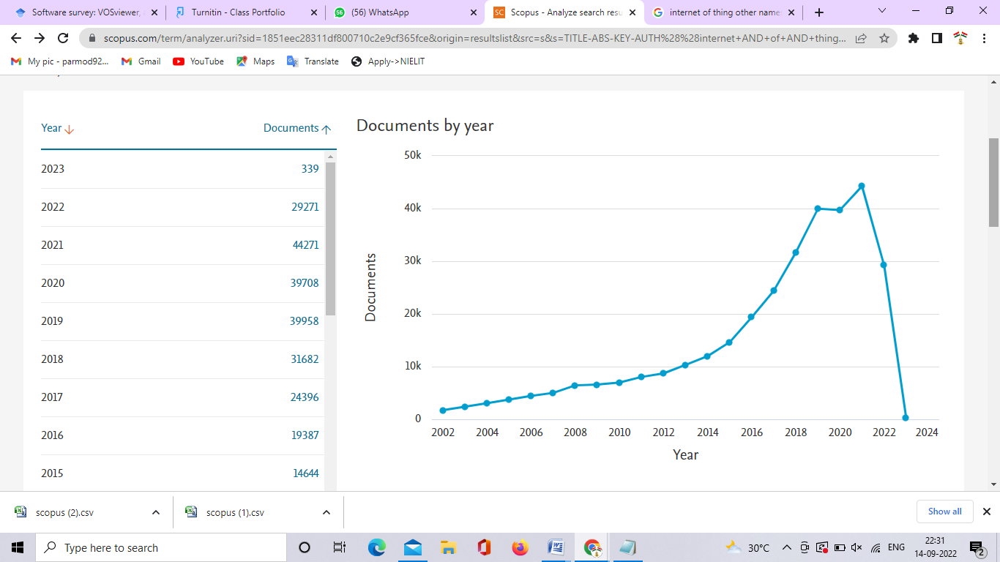 Software survey: VOSviewer,
Turnitin - Class Portfolio
(56) WhatsApp
Scopus - Analyze search resu
internet of thing other name
scopus.com/term/analyzer.uri?sid=1851eec28311df800710c2e9cf365fce&origin=resultslist&src=s&s=TITLE-ABS-KEY-AUTH%28%28internet+AND+of+AND+thing...
My pic - parmod92...
Gmail
YouTube
Maps
Translate
Apply->NIELIT
Year Documents
2023 339
2022 29271
2021 44271
2020 39708
2019 39958
2018 31682
2017 24396
2016 19387
2015 14644
Documents by year
50k
40k
30k
20k
10k
0
Documents
2002 2004 2006 2008 2010 2012 2014 2016 2018 2020 2022 2024
Year
scopus (2).csv
scopus (1).csv
Show all
Type here to search
30°C
ENG
22:31
14-09-2022
2